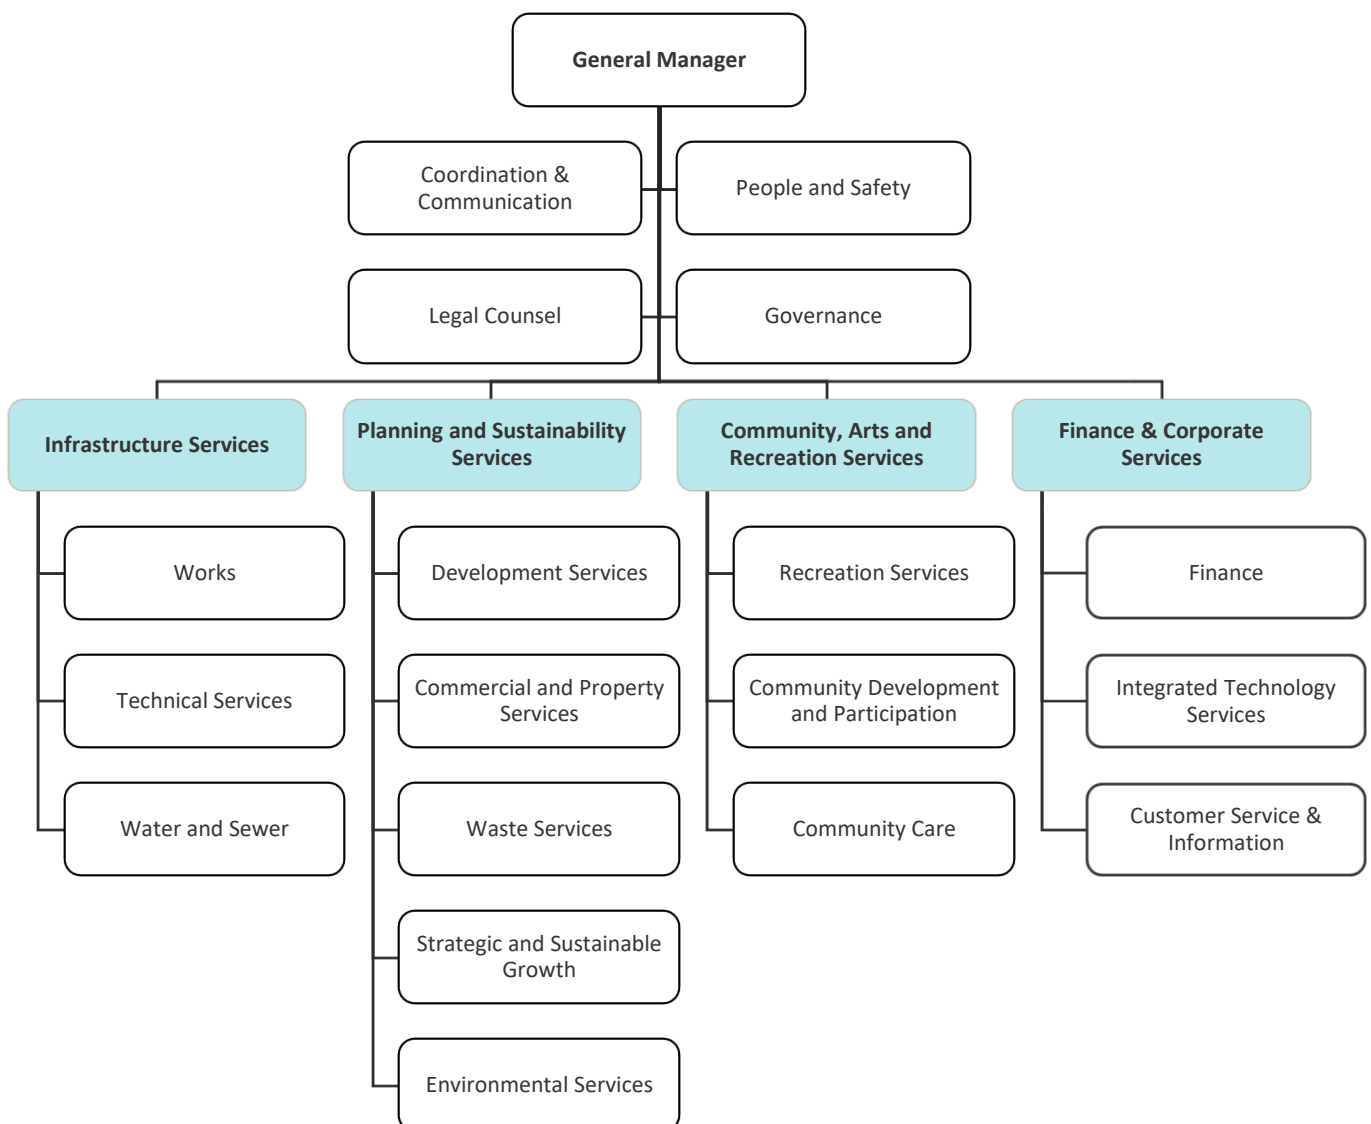 General Manager
Coordination &
Communication
People and Safety
Legal Counsel
Governance
Infrastructure Services
Planning and Sustainability
Services
Community, Arts and
Recreation Services
Finance & Corporate
Services
Works
Development Services
Recreation Services
Finance
Technical Services
Commercial and Property
Services
Community Development
and Participation
Integrated Technology
Services
Water and Sewer
Waste Services
Community Care
Customer Service &
Information
Strategic and Sustainable
Growth
Environmental Services